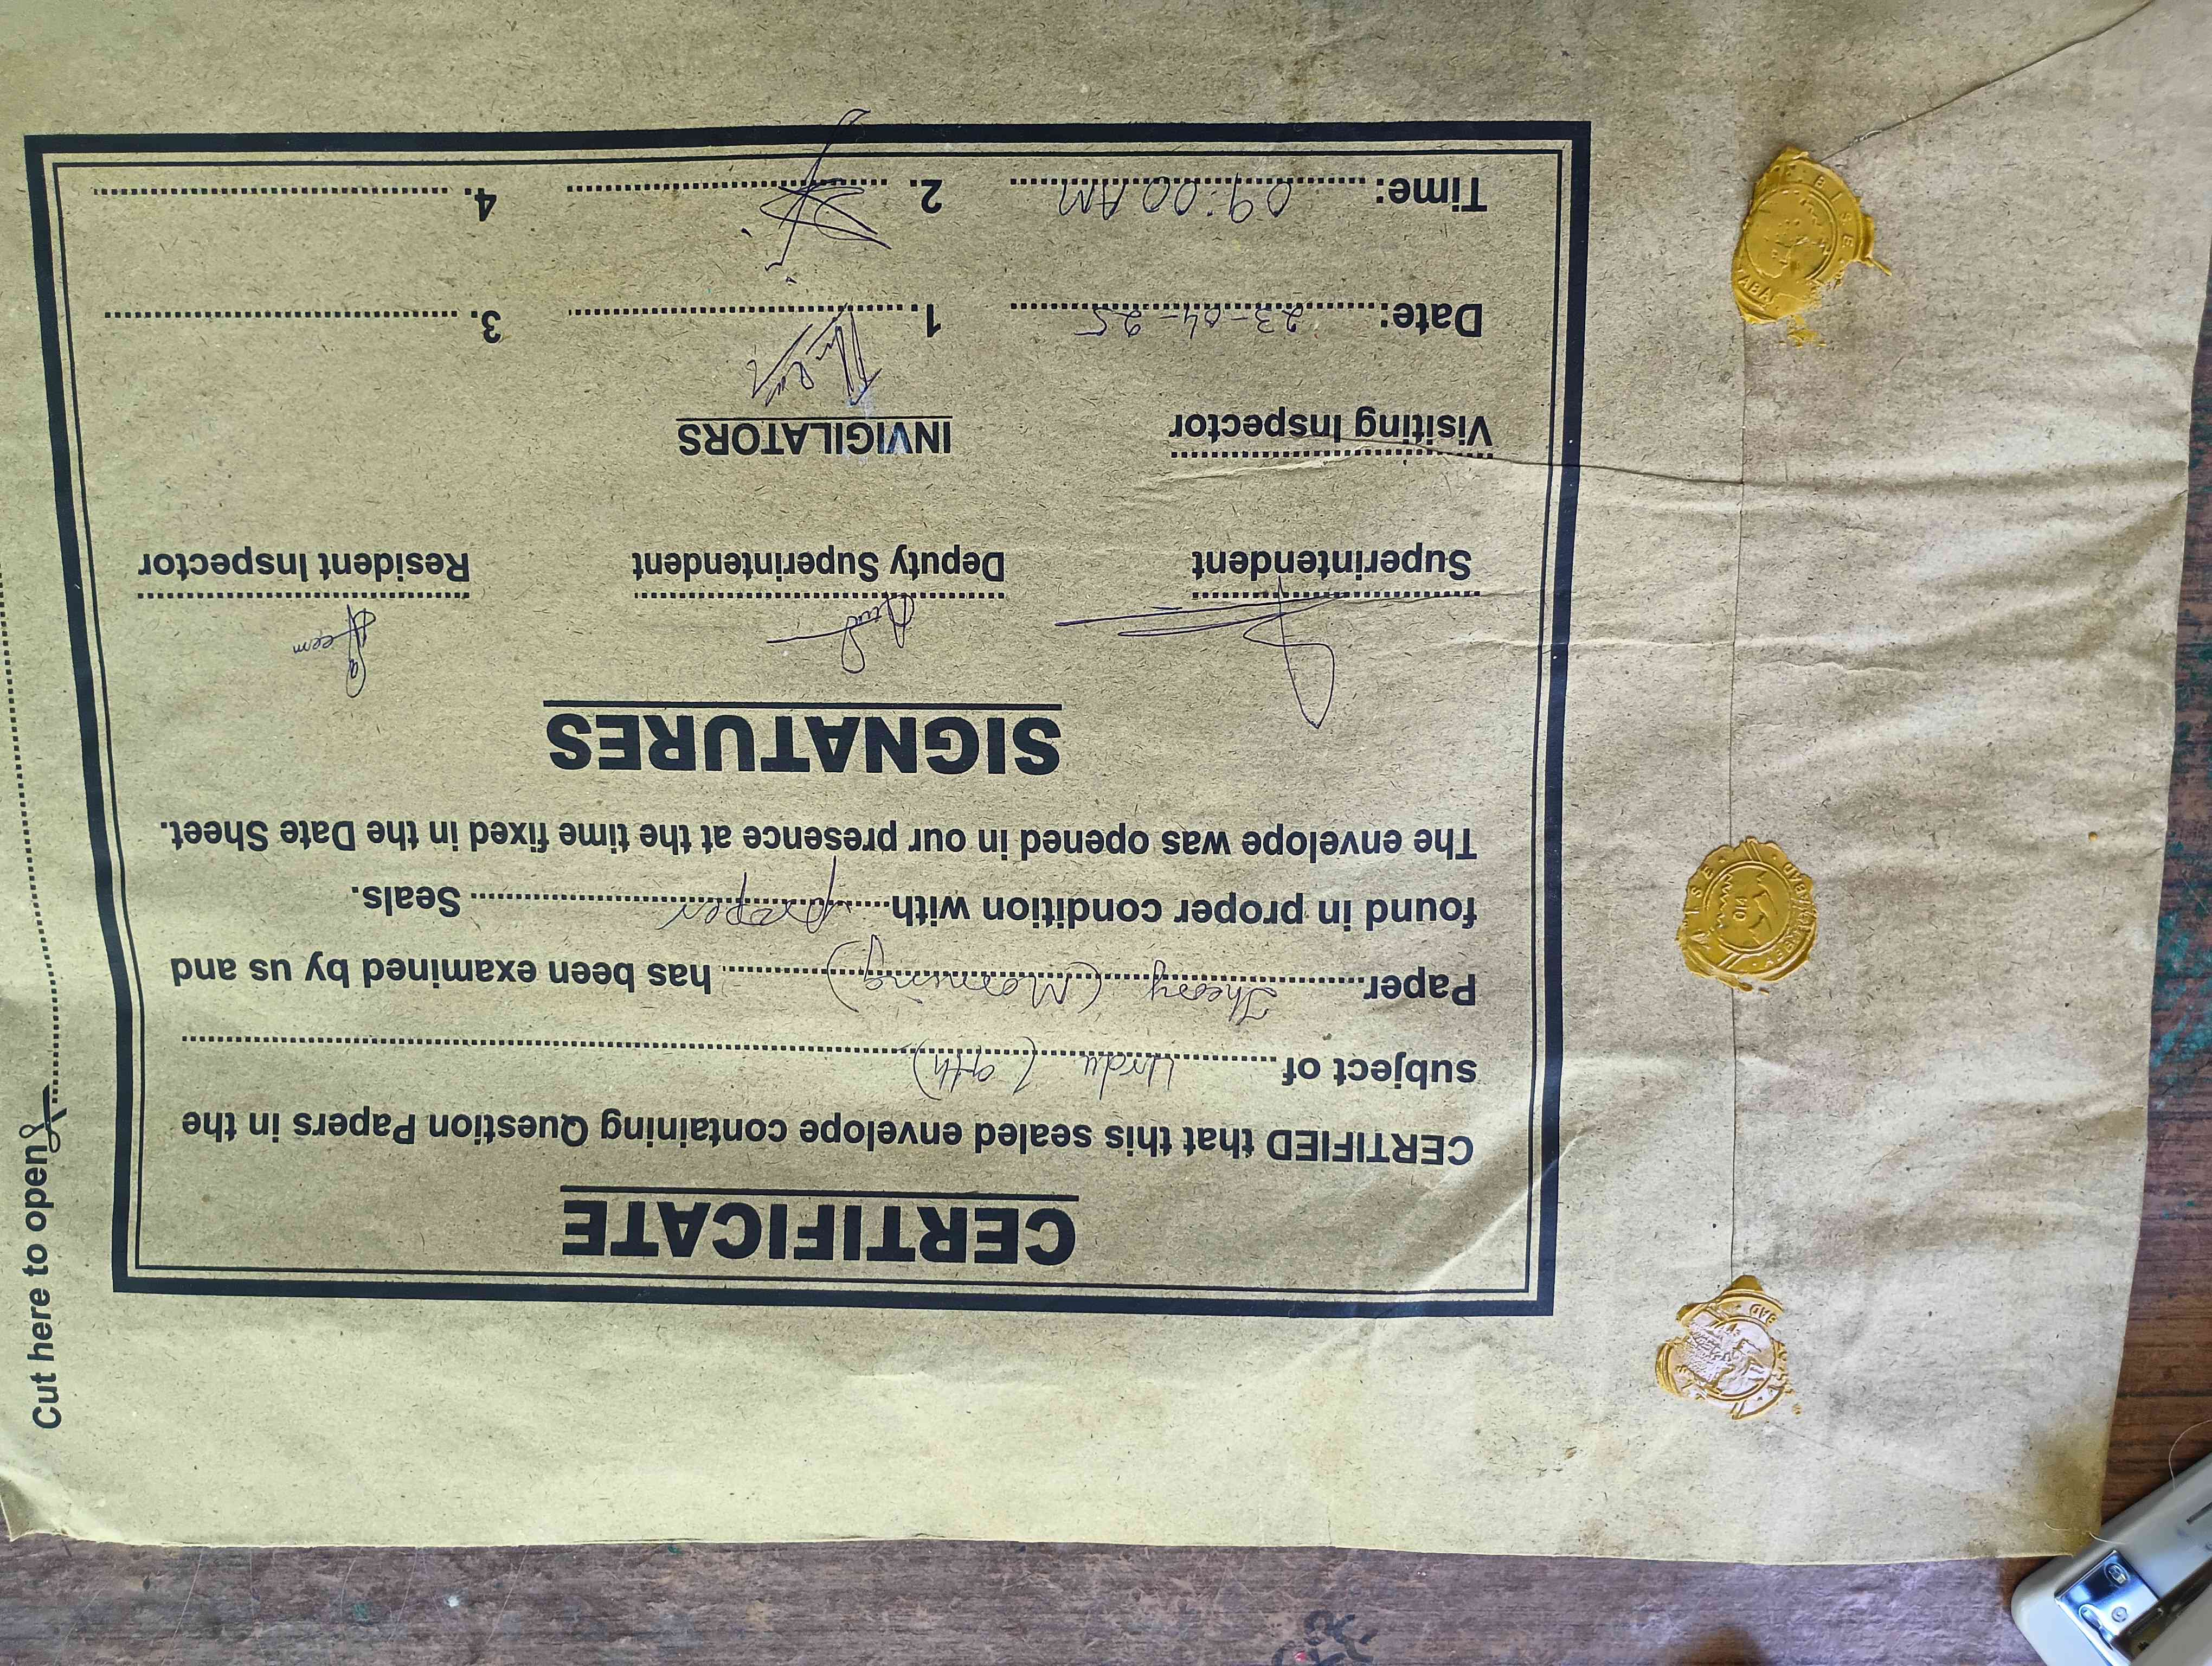 CERTIFICATE
CERTIFIED that this sealed envelope containing Question Papers in the
subject of Urdu (9th)
Paper Theory (Morning) has been examined by us and
found in proper condition with proper Seals.
The envelope was opened in our presence at the time fixed in the Date Sheet.
SIGNATURES
Superintendent Deputy Superintendent Resident Inspector
Visiting Inspector INVIGILATORS
Date: 23-04-25 1. 3.
Time: 09:00 AM 2. 4.
Cut here to open